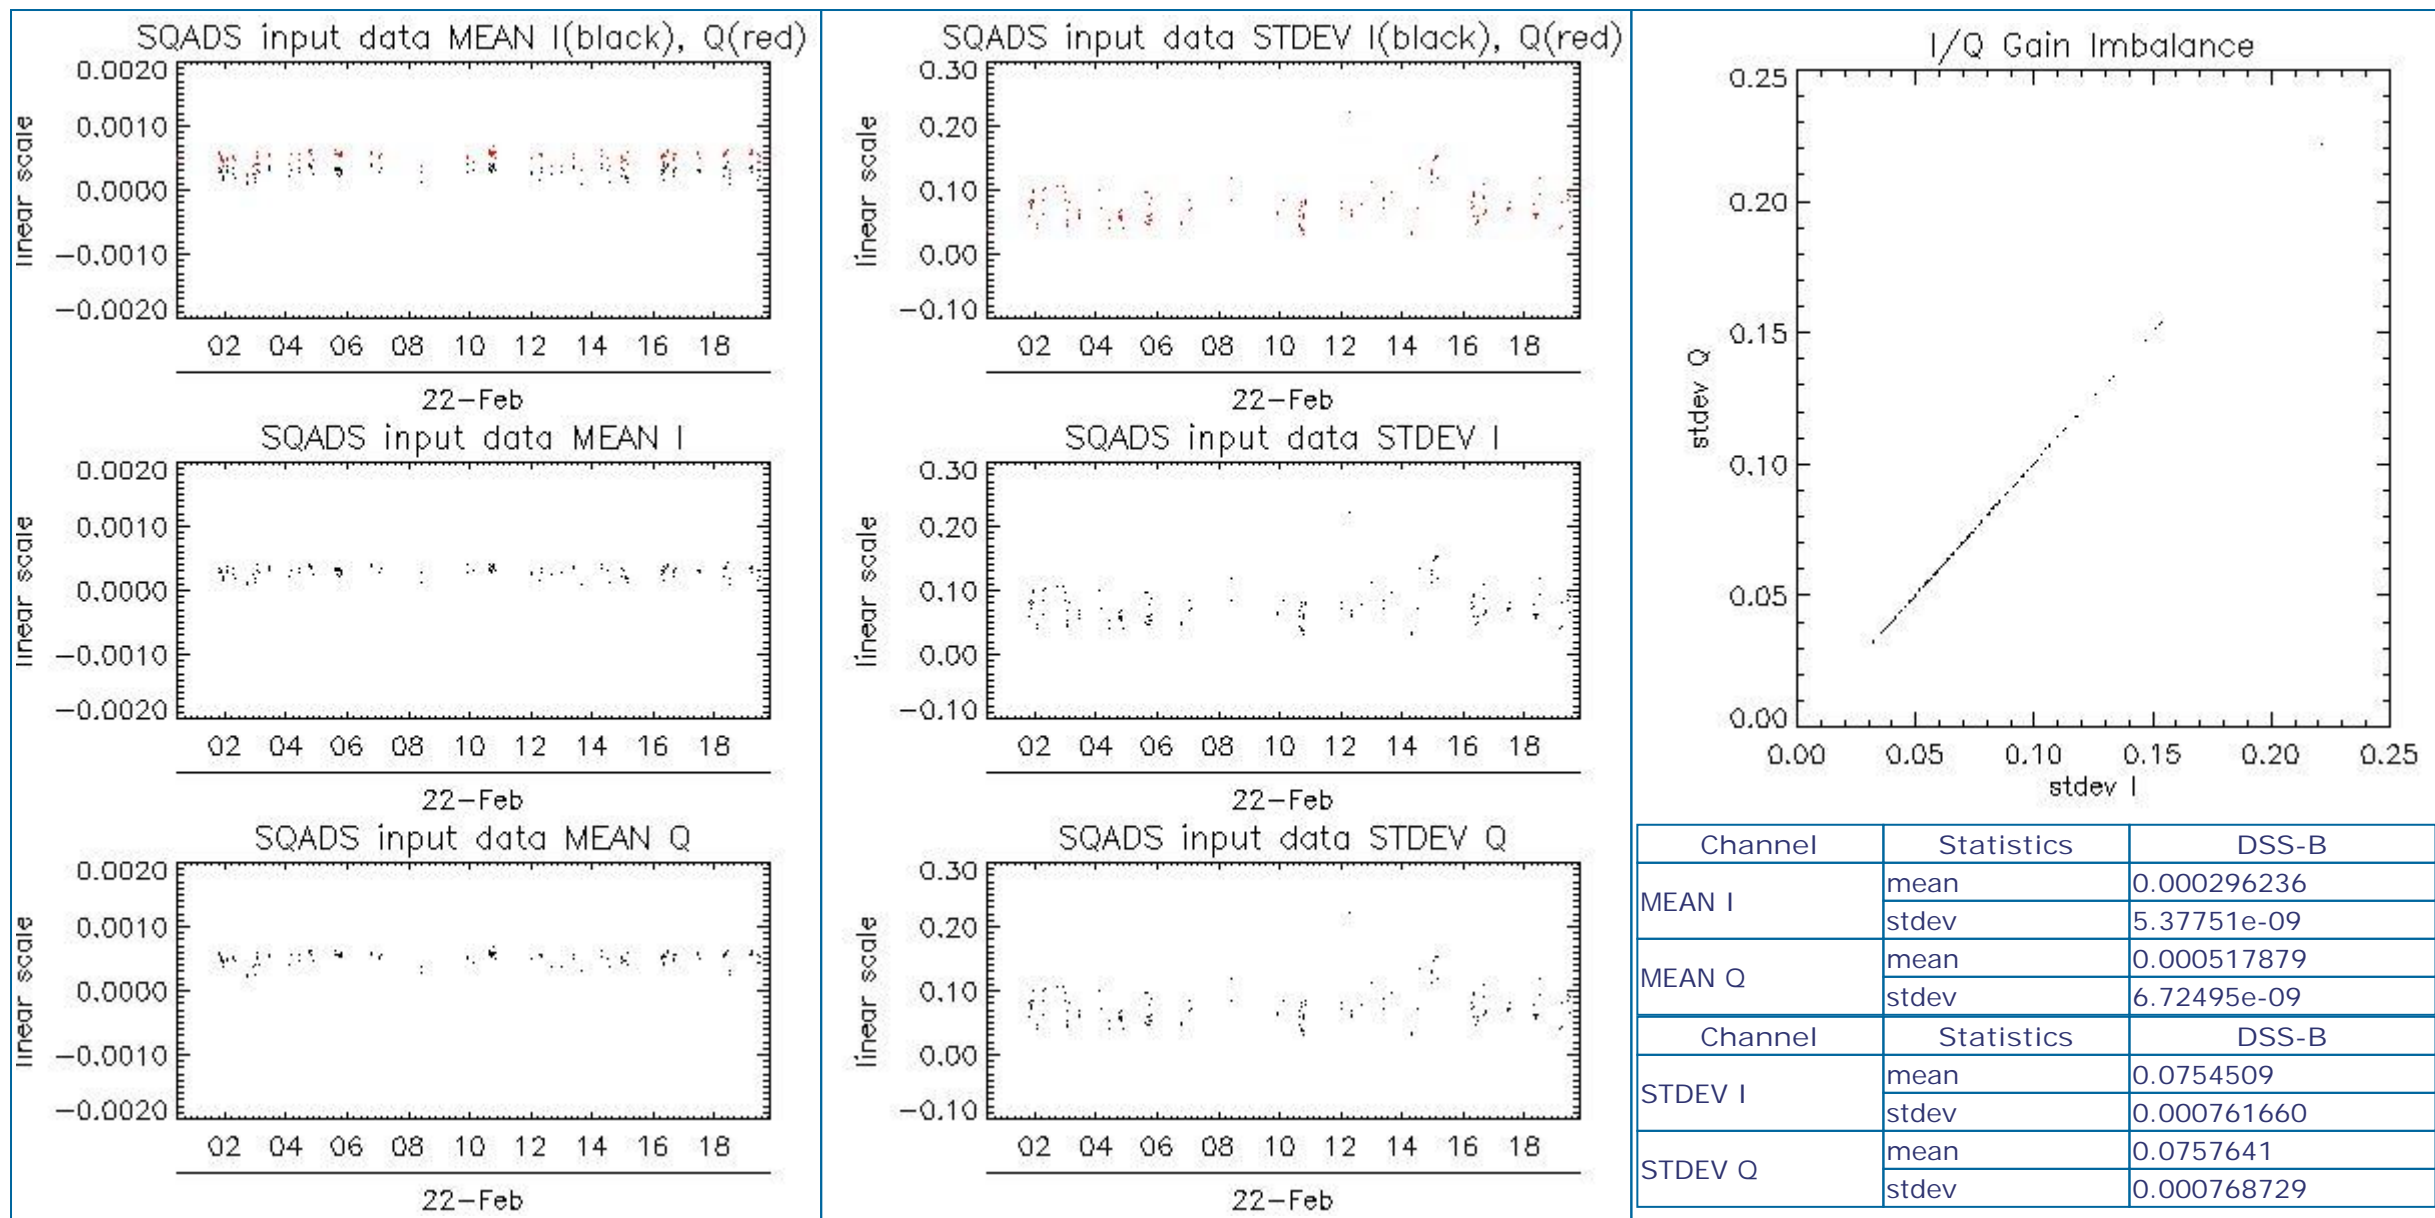 SQADS input data MEAN I(black), Q(red)
linear scale
0.0020
0.0010
0.0000
−0.0010
−0.0020
02 04 06 08 10 12 14 16 18
22−Feb
SQADS input data MEAN I
linear scale
0.0020
0.0010
0.0000
−0.0010
−0.0020
02 04 06 08 10 12 14 16 18
22−Feb
SQADS input data MEAN Q
linear scale
0.0020
0.0010
0.0000
−0.0010
−0.0020
02 04 06 08 10 12 14 16 18
22−Feb
SQADS input data STDEV I(black), Q(red)
linear scale
0.30
0.20
0.10
0.00
−0.10
02 04 06 08 10 12 14 16 18
22−Feb
SQADS input data STDEV I
linear scale
0.30
0.20
0.10
0.00
−0.10
02 04 06 08 10 12 14 16 18
22−Feb
SQADS input data STDEV Q
linear scale
0.30
0.20
0.10
0.00
−0.10
02 04 06 08 10 12 14 16 18
22−Feb
I/Q Gain Imbalance
stdev Q
0.25
0.20
0.15
0.10
0.05
0.00
0.00 0.05 0.10 0.15 0.20 0.25
stdev I
Channel Statistics DSS-B
MEAN I mean 0.000296236
stdev 5.37751e-09
MEAN Q mean 0.000517879
stdev 6.72495e-09
Channel Statistics DSS-B
STDEV I mean 0.0754509
stdev 0.000761660
STDEV Q mean 0.0757641
stdev 0.000768729